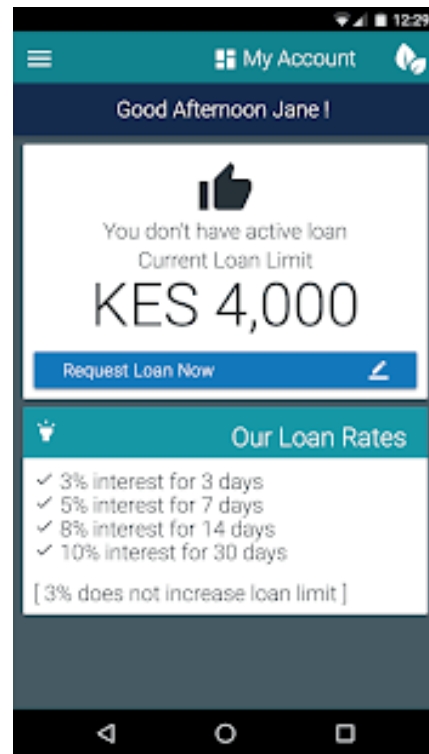 12:29
My Account
Good Afternoon Jane !
You don't have active loan
Current Loan Limit
KES 4,000
Request Loan Now
Our Loan Rates
3% interest for 3 days
5% interest for 7 days
8% interest for 14 days
10% interest for 30 days
[ 3% does not increase loan limit ]